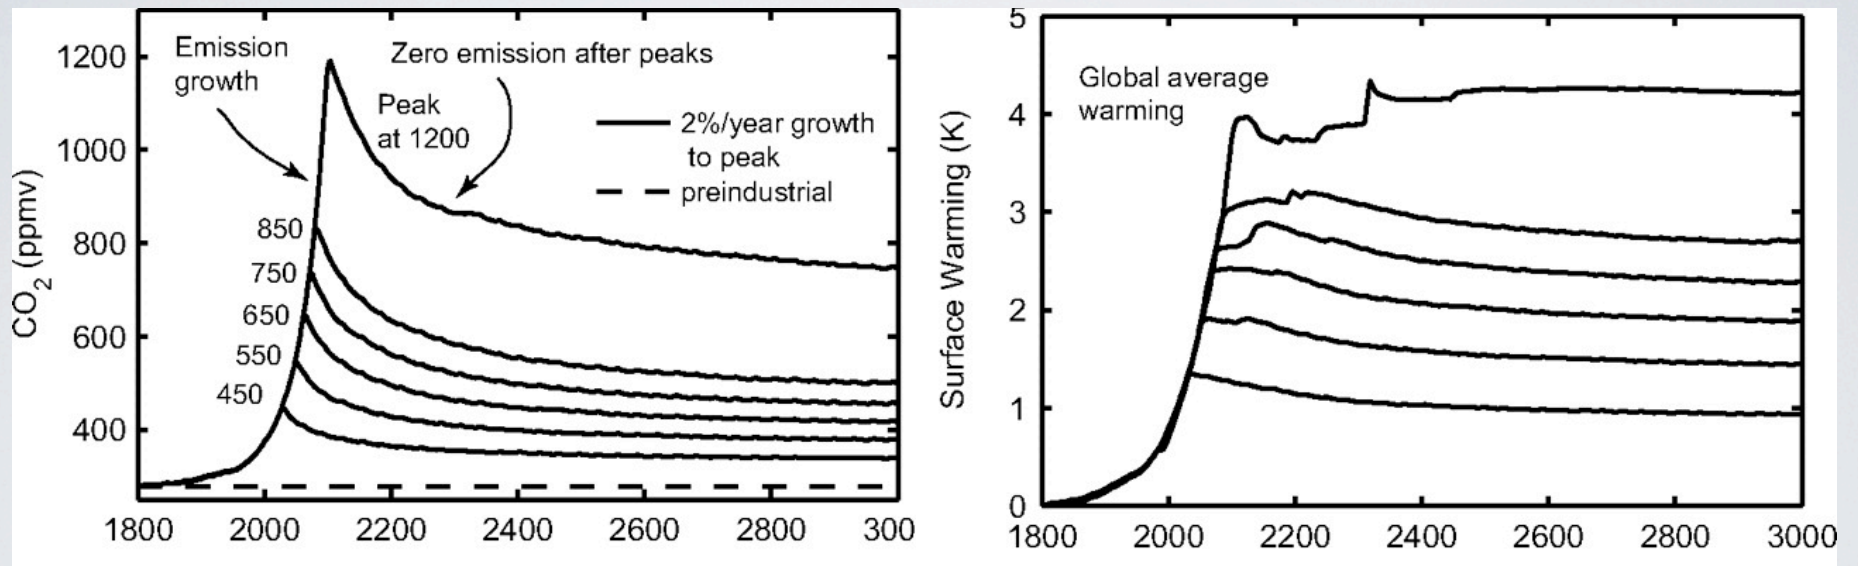 Emission
growth
Zero emission after peaks
Peak
at 1200
2%/year growth
to peak
preindustrial
850
750
650
550
450
1200
1000
800
600
400
CO2 (ppmv)
1800 2000 2200 2400 2600 2800 300
Global average
warming
5
4
3
2
1
0
Surface Warming (K)
1800 2000 2200 2400 2600 2800 3000